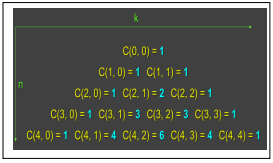 k
C(0, 0) = 1
C(1, 0) = 1 C(1, 1) = 1
n
C(2, 0) = 1 C(2, 1) = 2 C(2, 2) = 1
C(3, 0) = 1 C(3, 1) = 3 C(3, 2) = 3 C(3, 3) = 1
C(4, 0) = 1 C(4, 1) = 4 C(4, 2) = 6 C(4, 3) = 4 C(4, 4) = 1